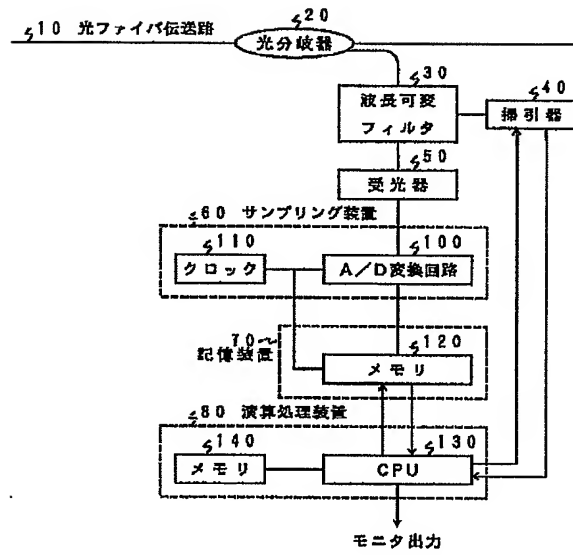 10 光ファイバ伝送路
20
光分岐器
30
波長可変
フィルタ
40
掃引器
50
受光器
60 サンプリング装置
110
クロック
100
A/D変換回路
70
記憶装置
120
メモリ
80 演算処理装置
140
メモリ
130
CPU
モニタ出力